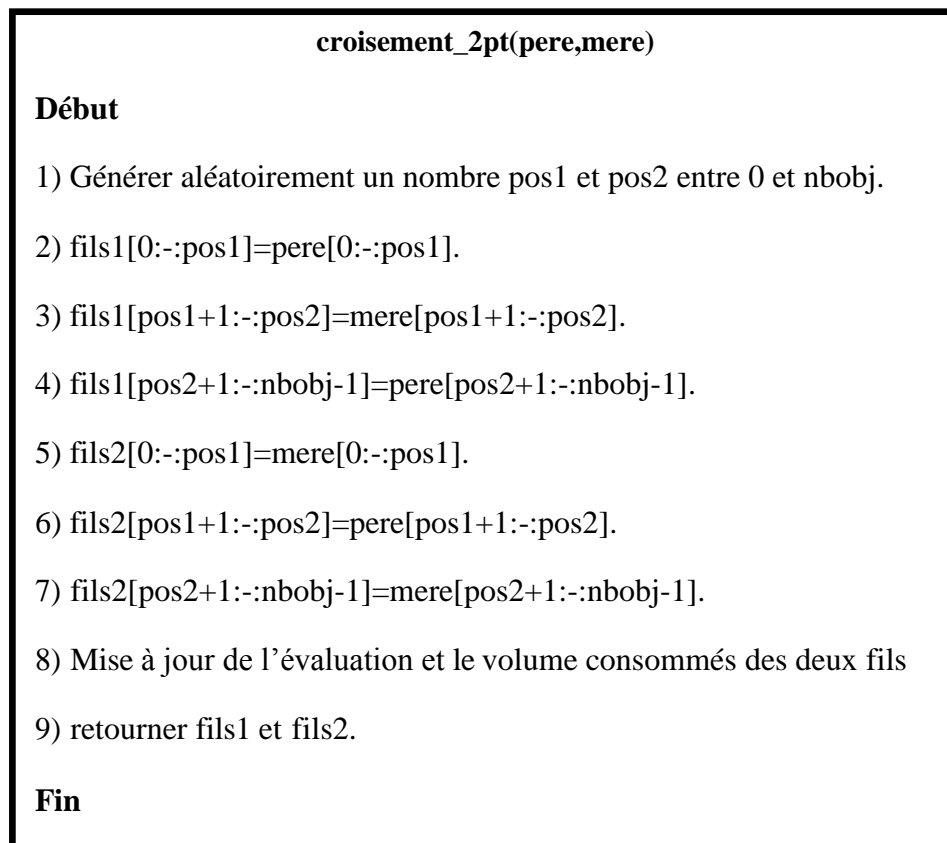 croisement_2pt(pere,mere)
Début
1) Générer aléatoirement un nombre pos1 et pos2 entre 0 et nbobj.
2) fils1[0:-:pos1]=pere[0:-:pos1].
3) fils1[pos1+1:-:pos2]=mere[pos1+1:-:pos2].
4) fils1[pos2+1:-:nbobj-1]=pere[pos2+1:-:nbobj-1].
5) fils2[0:-:pos1]=mere[0:-:pos1].
6) fils2[pos1+1:-:pos2]=pere[pos1+1:-:pos2].
7) fils2[pos2+1:-:nbobj-1]=mere[pos2+1:-:nbobj-1].
8) Mise à jour de l’évaluation et le volume consommés des deux fils
9) retourner fils1 et fils2.
Fin